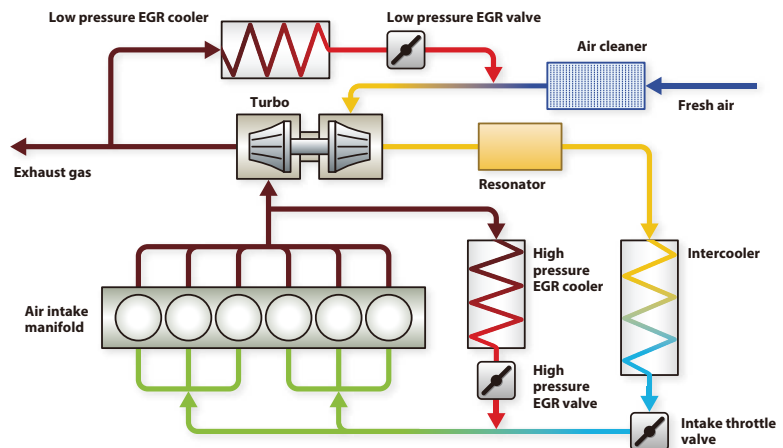 Low pressure EGR cooler
Low pressure EGR valve
Air cleaner
Turbo
Fresh air
Exhaust gas
Resonator
High
pressure
EGR cooler
Intercooler
Air intake
manifold
High
pressure
EGR valve
Intake throttle
valve